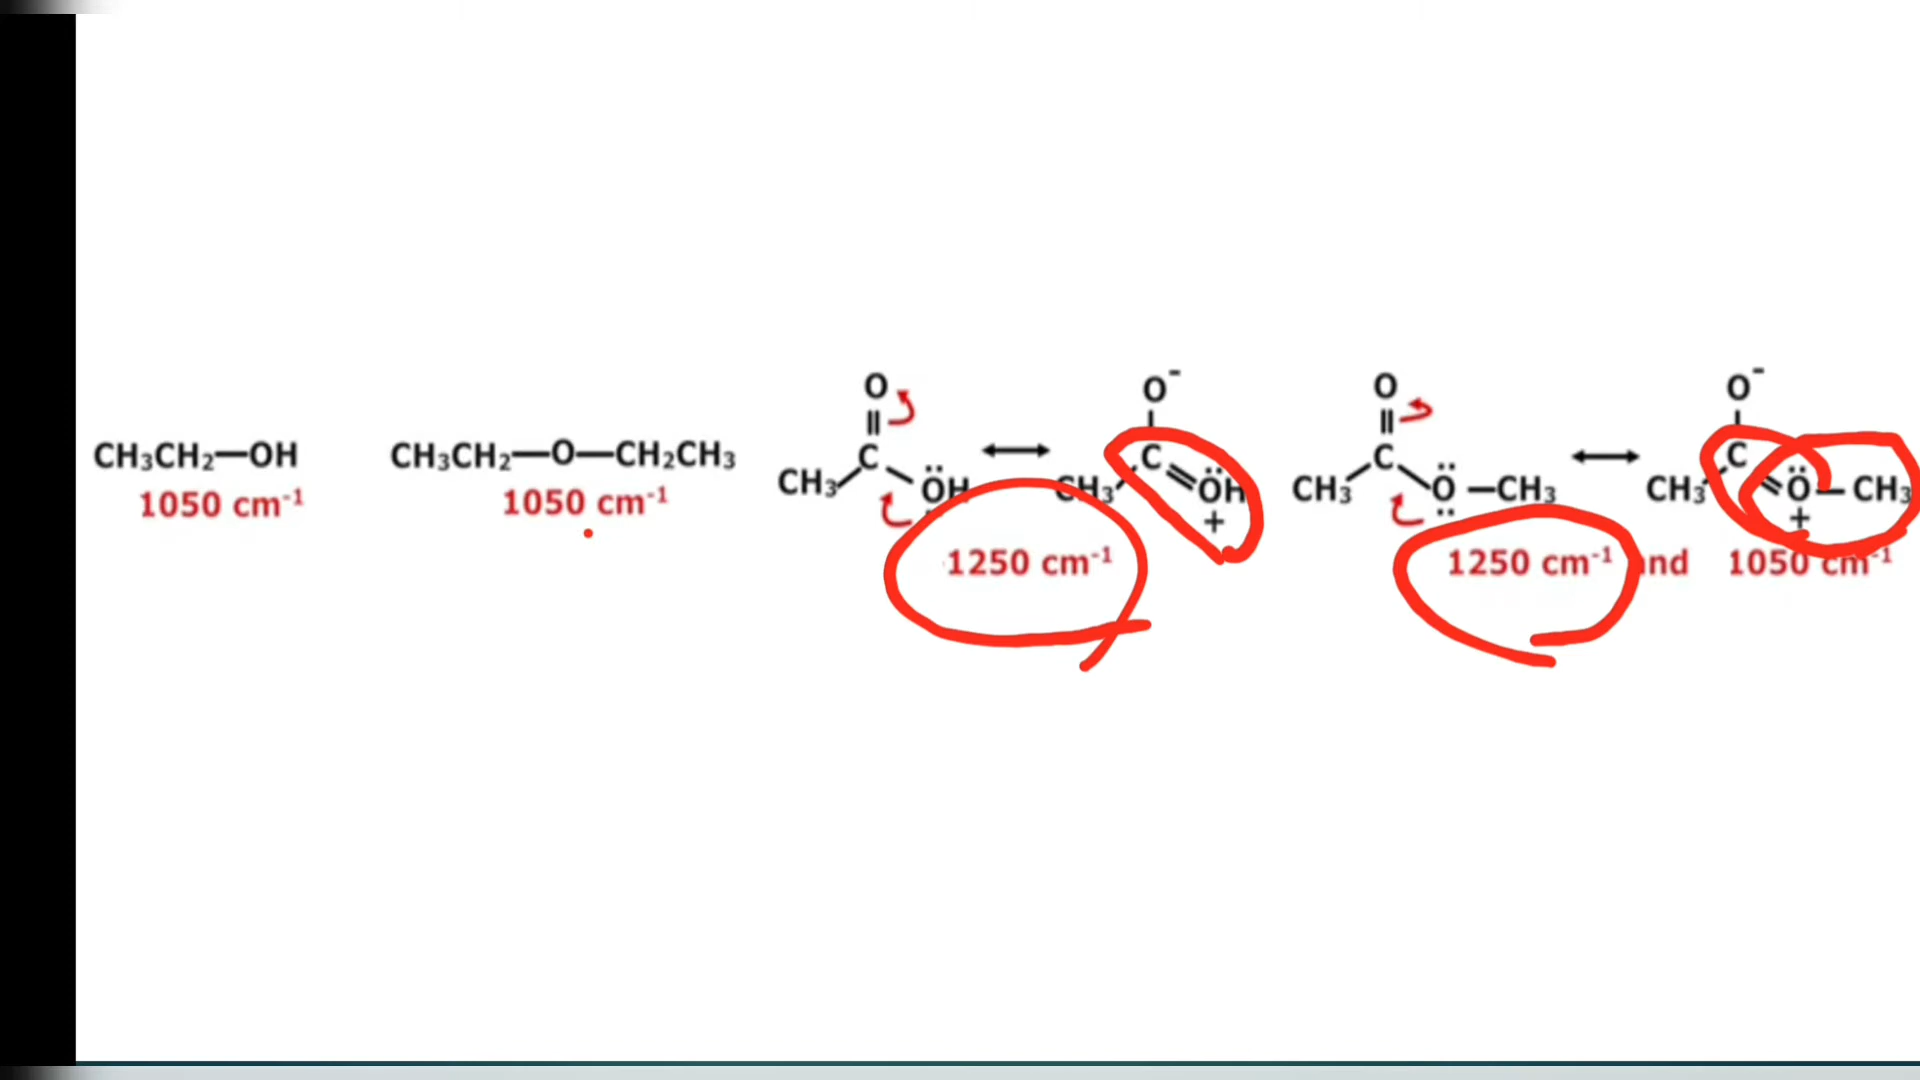 CH₃CH₂—OH
1050 cm⁻¹
CH₃CH₂—O—CH₂CH₃
1050 cm⁻¹
O
C
CH₃
ÖH
O⁻
C
CH₃
ÖH
+
1250 cm⁻¹
O
C
CH₃
O—CH₃
O⁻
C
CH₃
Ö—CH₃
+
1250 cm⁻¹ and 1050 cm⁻¹